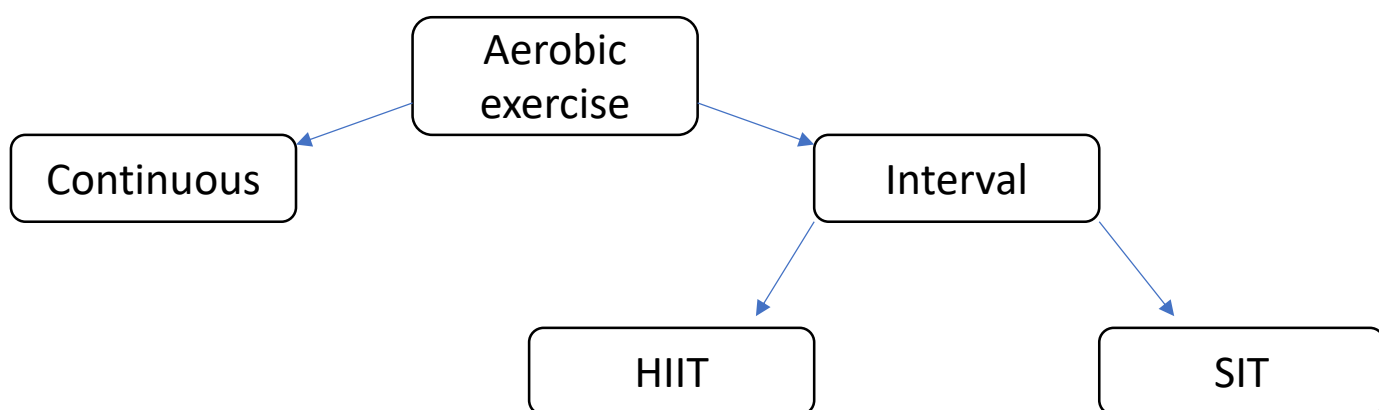 Aerobic
exercise
Continuous
Interval
HIIT
SIT